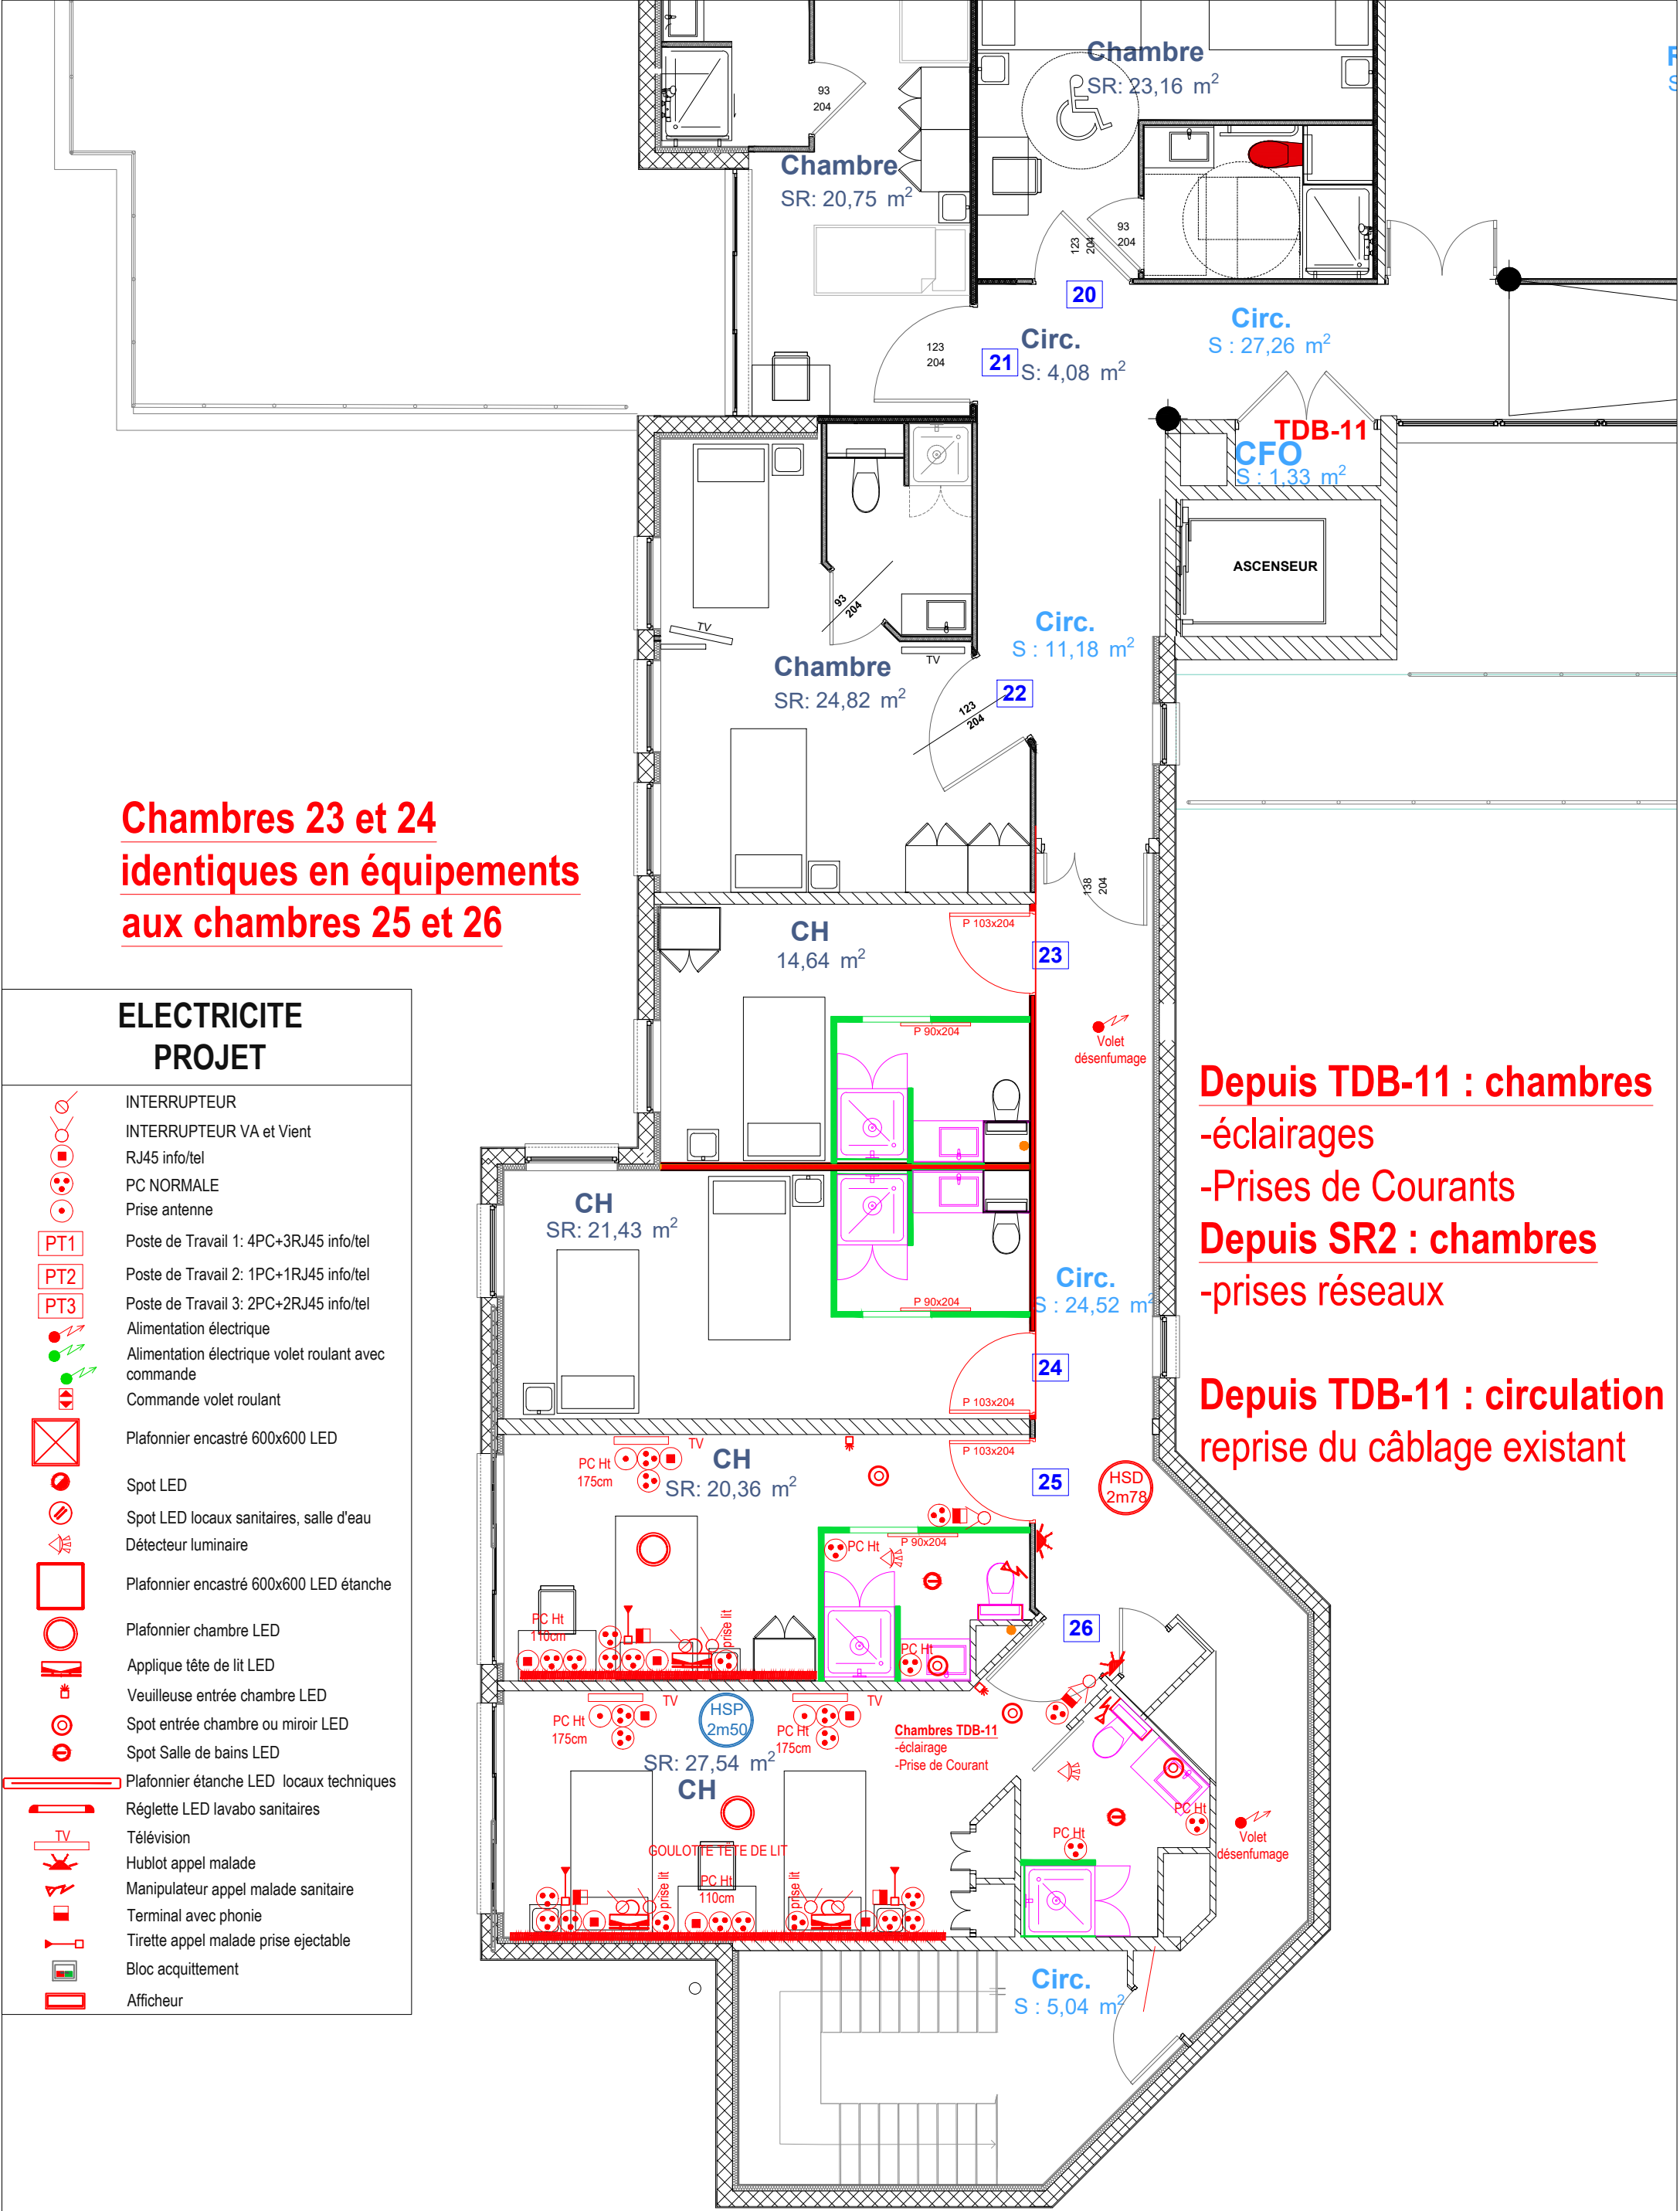 Chambre
SR: 23,16 m²
93
204
Chambre
SR: 20,75 m²
123
204
93
204
20
Circ.
S : 27,26 m²
21
Circ.
S: 4,08 m²
123
204
TDB-11
CFO
S : 1,33 m²
ASCENSEUR
93
204
TV
TV
Circ.
S : 11,18 m²
Chambre
SR: 24,82 m²
22
123
204
138
204
Chambres 23 et 24
identiques en équipements
aux chambres 25 et 26
CH
14,64 m²
P 103x204
23
P 90x204
Volet
désenfumage
Depuis TDB-11 : chambres
-éclairages
-Prises de Courants
Depuis SR2 : chambres
-prises réseaux
Depuis TDB-11 : circulation
reprise du câblage existant
CH
SR: 21,43 m²
P 90x204
Circ.
S : 24,52 m²
24
P 103x204
ELECTRICITE
PROJET
INTERRUPTEUR
INTERRUPTEUR VA et Vient
RJ45 info/tel
PC NORMALE
Prise antenne
PT1 Poste de Travail 1: 4PC+3RJ45 info/tel
PT2 Poste de Travail 2: 1PC+1RJ45 info/tel
PT3 Poste de Travail 3: 2PC+2RJ45 info/tel
Alimentation électrique
Alimentation électrique volet roulant avec
commande
Commande volet roulant
Plafonnier encastré 600x600 LED
Spot LED
Spot LED locaux sanitaires, salle d'eau
Détecteur luminaire
Plafonnier encastré 600x600 LED étanche
Plafonnier chambre LED
Applique tête de lit LED
Veuilleuse entrée chambre LED
Spot entrée chambre ou miroir LED
Spot Salle de bains LED
Plafonnier étanche LED locaux techniques
Réglette LED lavabo sanitaires
TV Télévision
Hublot appel malade
Manipulateur appel malade sanitaire
Terminal avec phonie
Tirette appel malade prise ejectable
Bloc acquittement
Afficheur
TV
PC Ht
175cm
CH
SR: 20,36 m²
P 103x204
25
HSD
2m78
PC Ht
P 90x204
PC Ht
110cm
prise lit
PC Ht
26
TV
PC Ht
175cm
HSP
2m50
TV
PC Ht
175cm
SR: 27,54 m²
CH
Chambres TDB-11
-éclairage
-Prise de Courant
GOULOTTE TETE DE LIT
PC Ht
110cm
prise lit
prise lit
PC Ht
PC Ht
Volet
désenfumage
Circ.
S : 5,04 m²